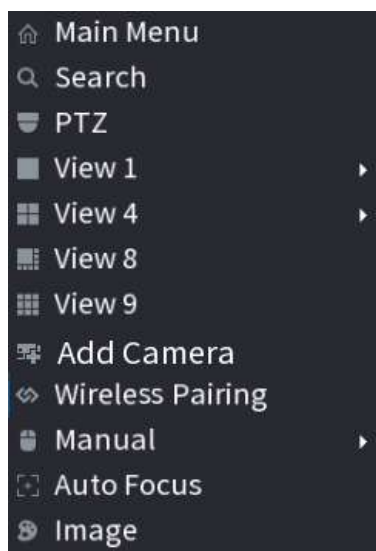 Main Menu
Search
PTZ
View 1
View 4
View 8
View 9
Add Camera
Wireless Pairing
Manual
Auto Focus
Image